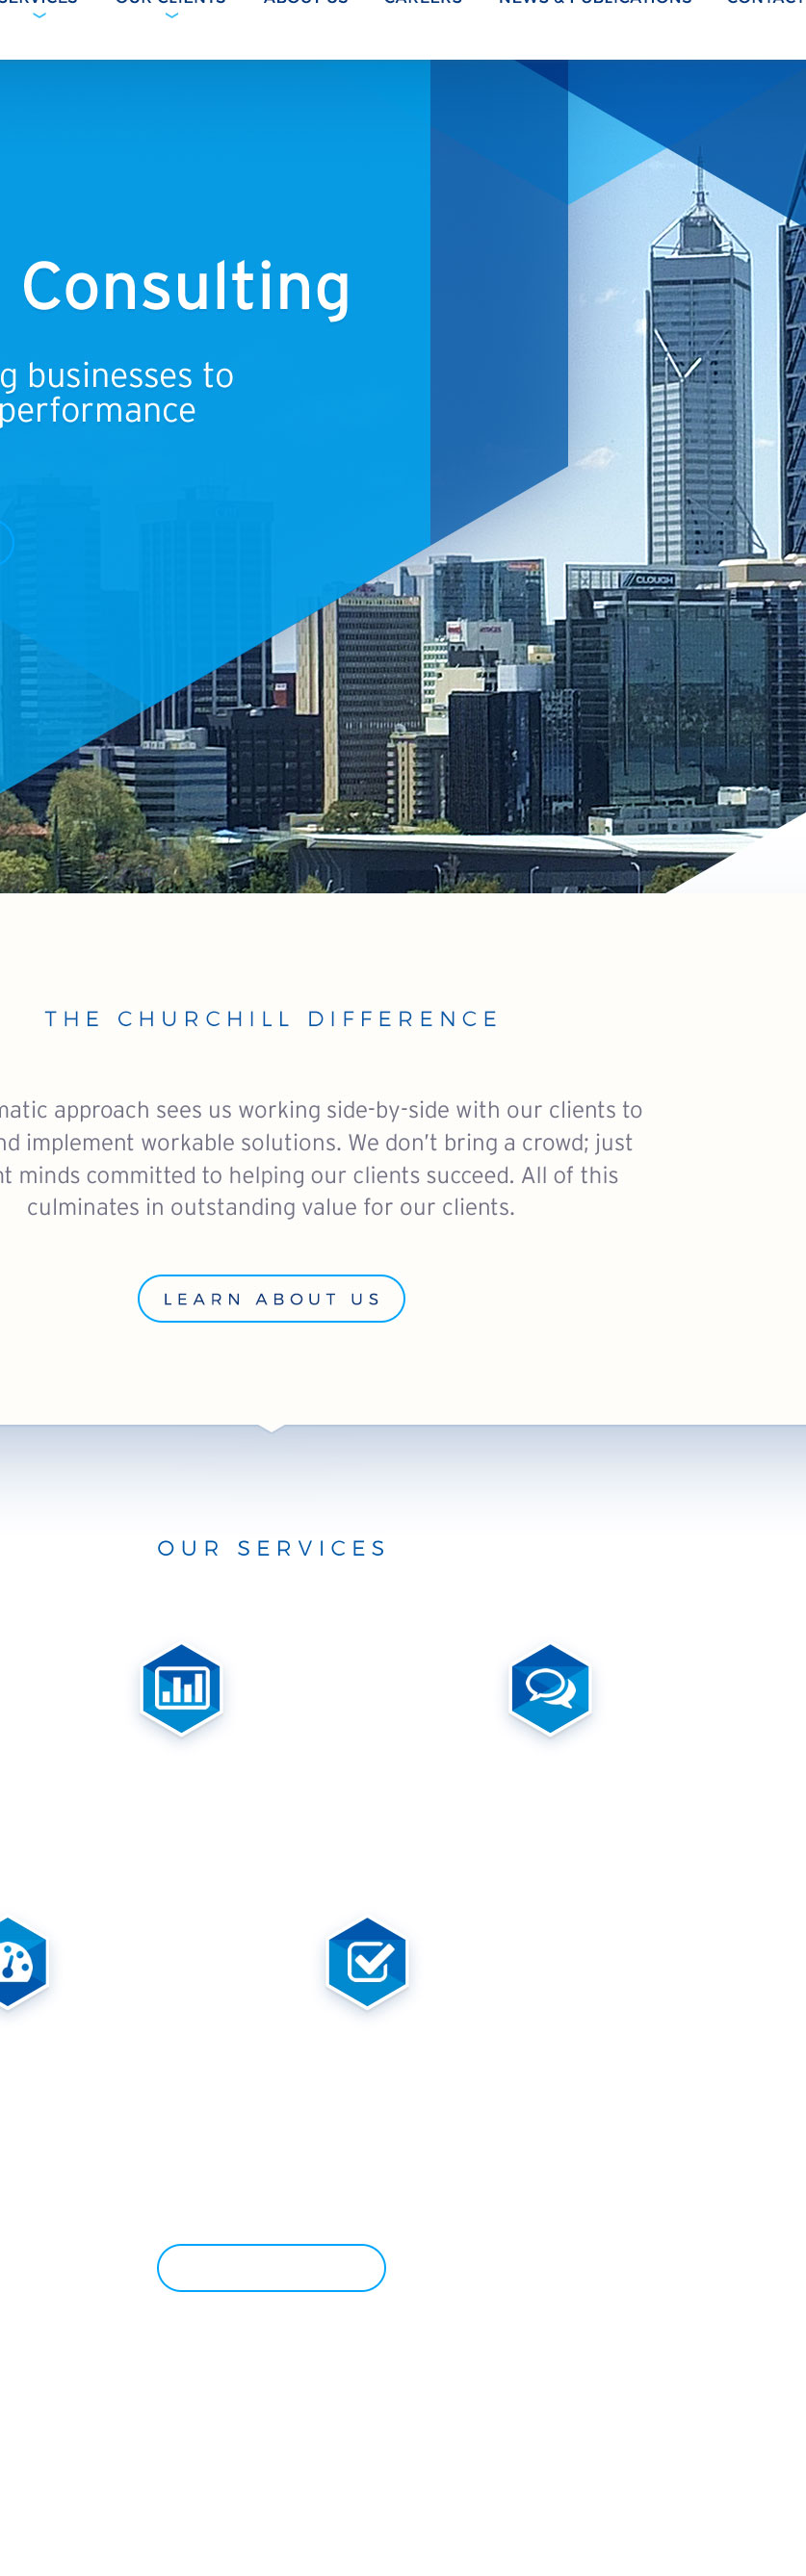 SERVICES OUR CLIENTS ABOUT US CAREERS NEWS & PUBLICATIONS CONTACT
Consulting
g businesses to
performance
CLOUGH
THE CHURCHILL DIFFERENCE
matic approach sees us working side-by-side with our clients to
nd implement workable solutions. We don’t bring a crowd; just
nt minds committed to helping our clients succeed. All of this
culminates in outstanding value for our clients.
LEARN ABOUT US
OUR SERVICES